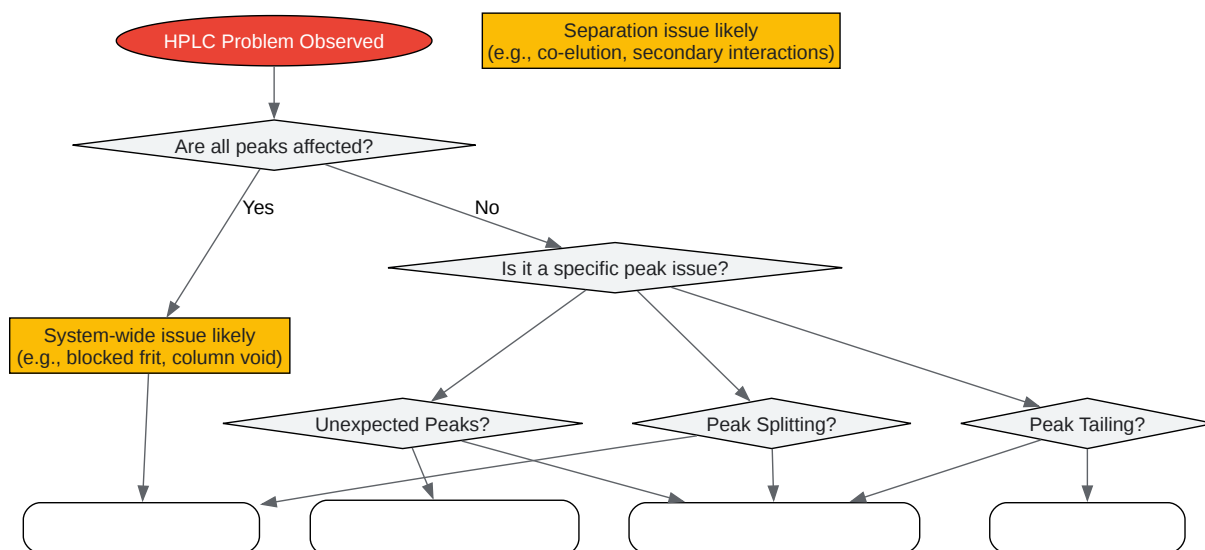 HPLC Problem Observed
Separation issue likely
(e.g., co-elution, secondary interactions)
Are all peaks affected?
Yes
No
Is it a specific peak issue?
System-wide issue likely
(e.g., blocked frit, column void)
Unexpected Peaks?
Peak Splitting?
Peak Tailing?